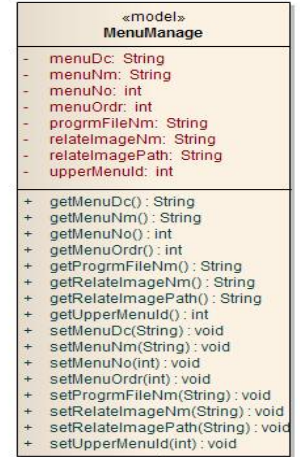 «model»
MenuManage
- menuDc: String
- menuNm: String
- menuNo: int
- menuOrdr: int
- progrmFileNm: String
- relateImageNm: String
- relateImagePath: String
- upperMenuId: int
+ getMenuDc() : String
+ getMenuNm() : String
+ getMenuNo() : int
+ getMenuOrdr() : int
+ getProgrmFileNm() : String
+ getRelateImageNm() : String
+ getRelateImagePath() : String
+ getUpperMenuId() : int
+ setMenuDc(String) : void
+ setMenuNm(String) : void
+ setMenuNo(int) : void
+ setMenuOrdr(int) : void
+ setProgrmFileNm(String) : void
+ setRelateImageNm(String) : void
+ setRelateImagePath(String) : void
+ setUpperMenuId(int) : void